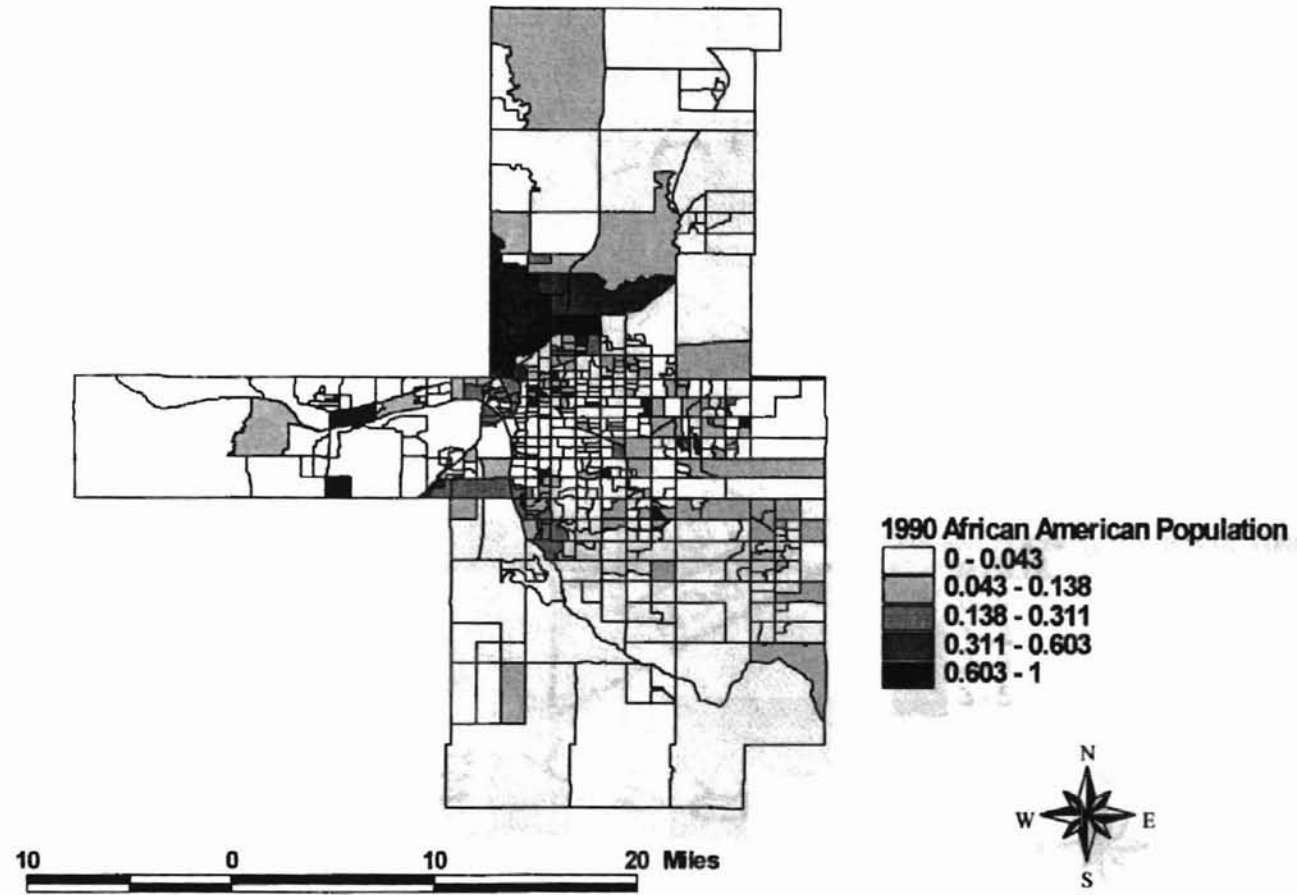 1990 African American Population
0 - 0.043
0.043 - 0.138
0.138 - 0.311
0.311 - 0.603
0.603 - 1
N
W E
S
10 0 10 20 Miles